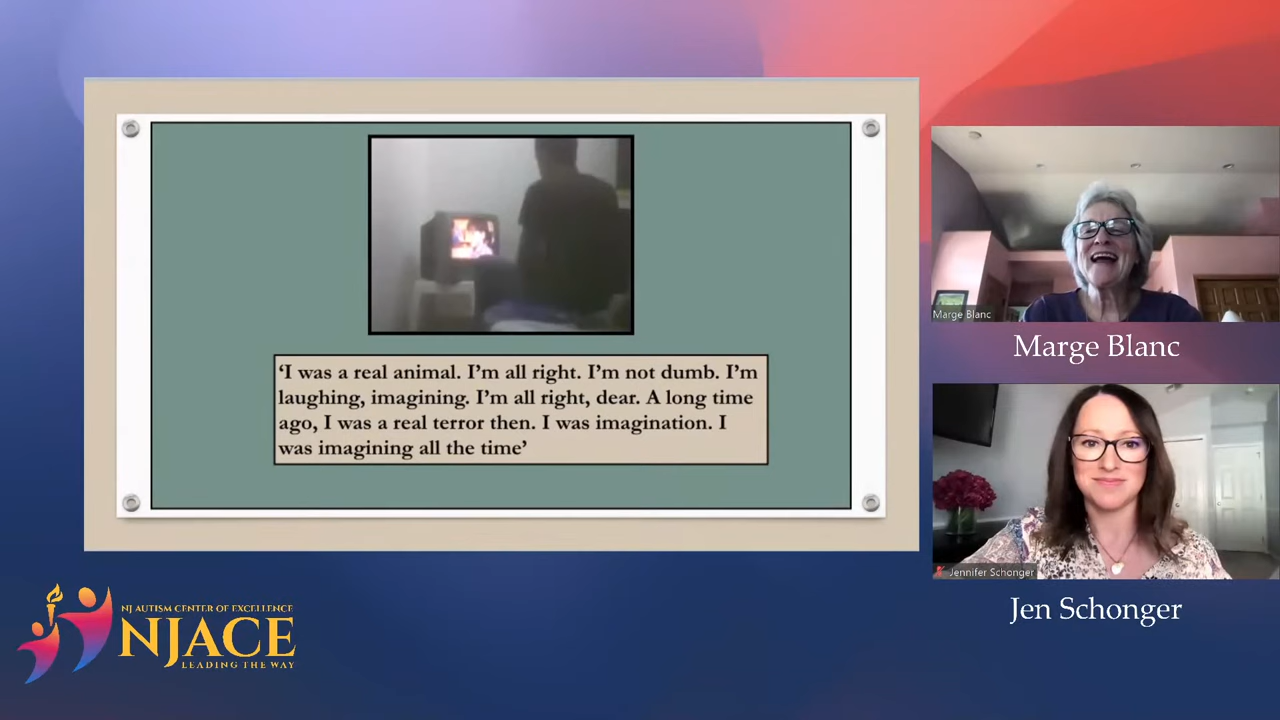 ‘I was a real animal. I’m all right. I’m not dumb. I’m
laughing, imagining. I’m all right, dear. A long time
ago, I was a real terror then. I was imagination. I
was imagining all the time’
Marge Blanc
Marge Blanc
Jennifer Schonger
Jen Schonger
NJ AUTISM CENTER OF EXCELLENCE
NJACE
LEADING THE WAY